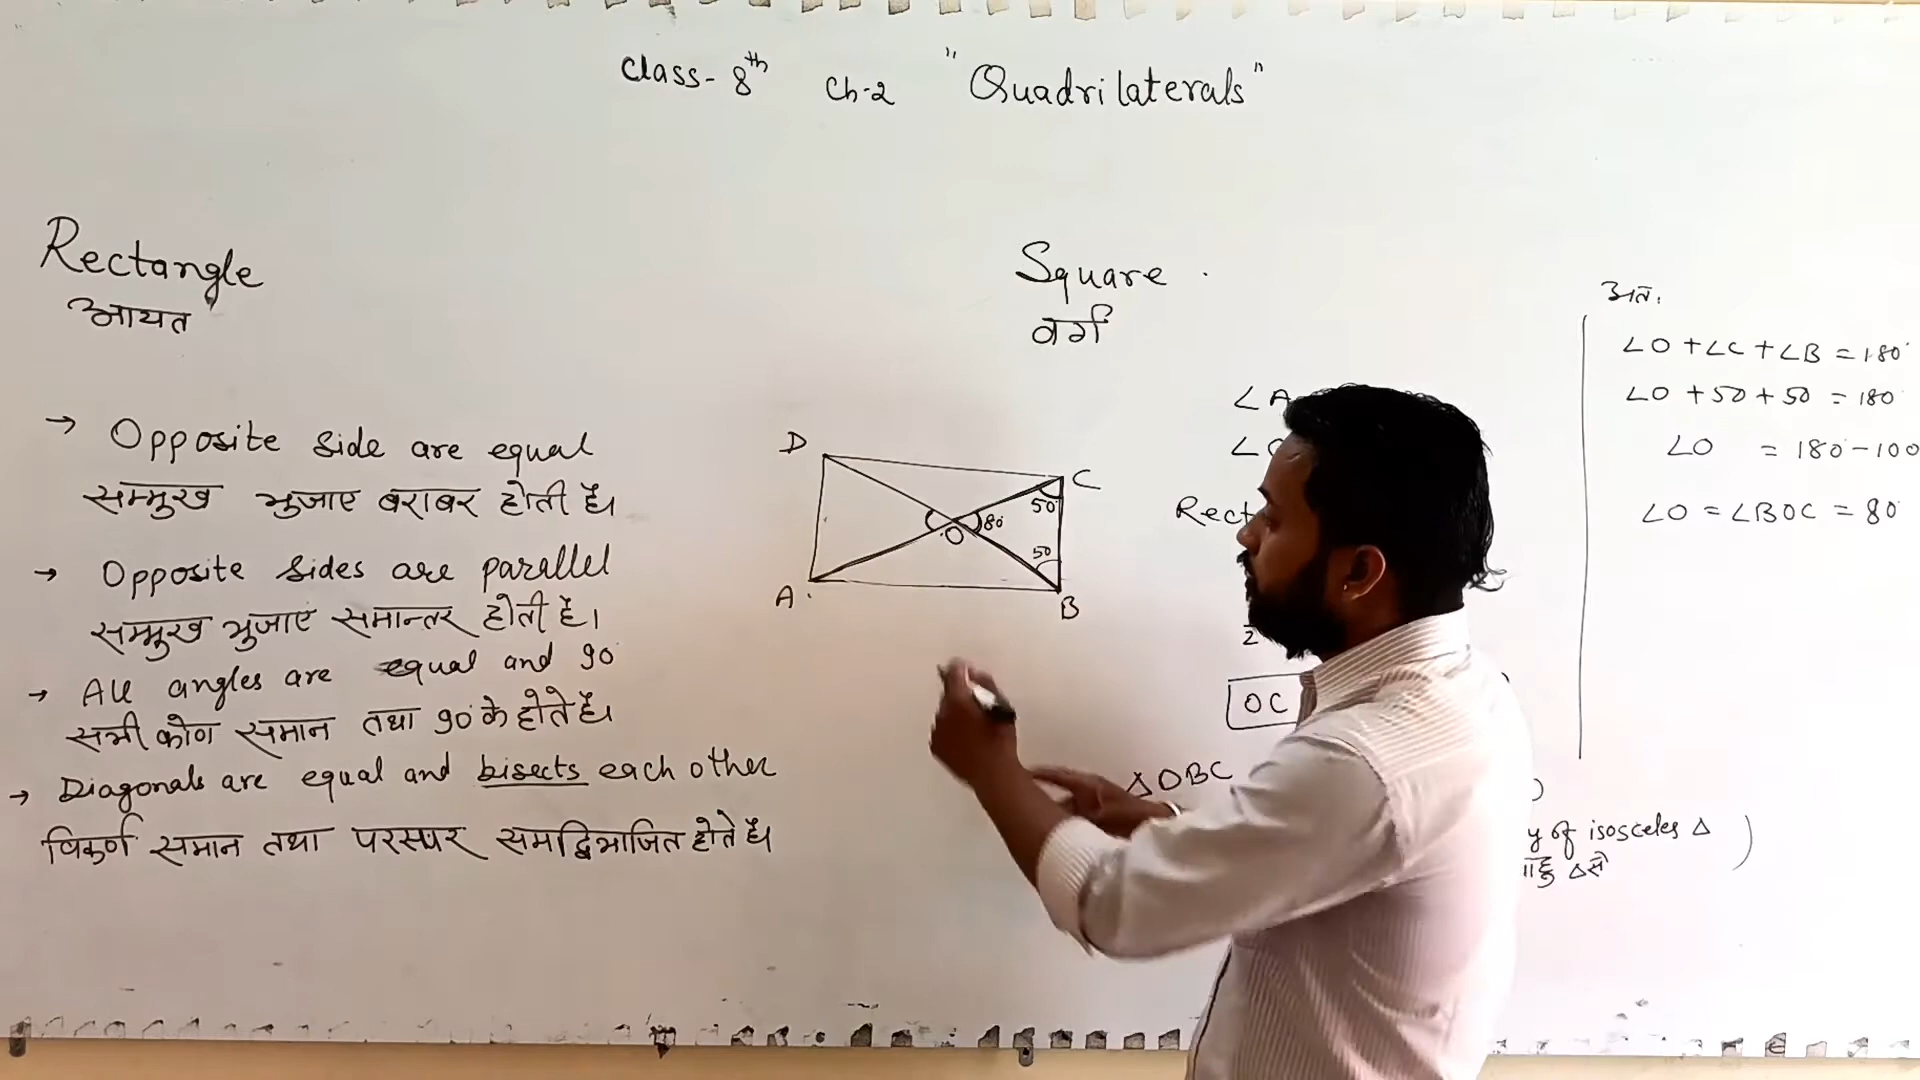 Class- 8th Ch-2 "Quadrilaterals"
Rectangle
आयत
→ Opposite side are equal
सम्मुख भुजाए बराबर होती हैं।
→ Opposite sides are parallel
सम्मुख भुजाएं समान्तर होती हैं।
→ All angles are equal and 90°
सभी कोण समान तथा 90° के होते हैं।
→ Diagonals are equal and bisects each other
विकर्ण समान तथा परस्पर समद्विभाजित होते हैं।
Square
वर्ग
D
C
50°
80°
O
50
A
B
∠A
Rect
2
OC
△OBC
y of isosceles △
△से
अतः
∠O + ∠C + ∠B = 180°
∠O + 50 + 50 = 180
∠O = 180 - 100
∠O = ∠BOC = 80